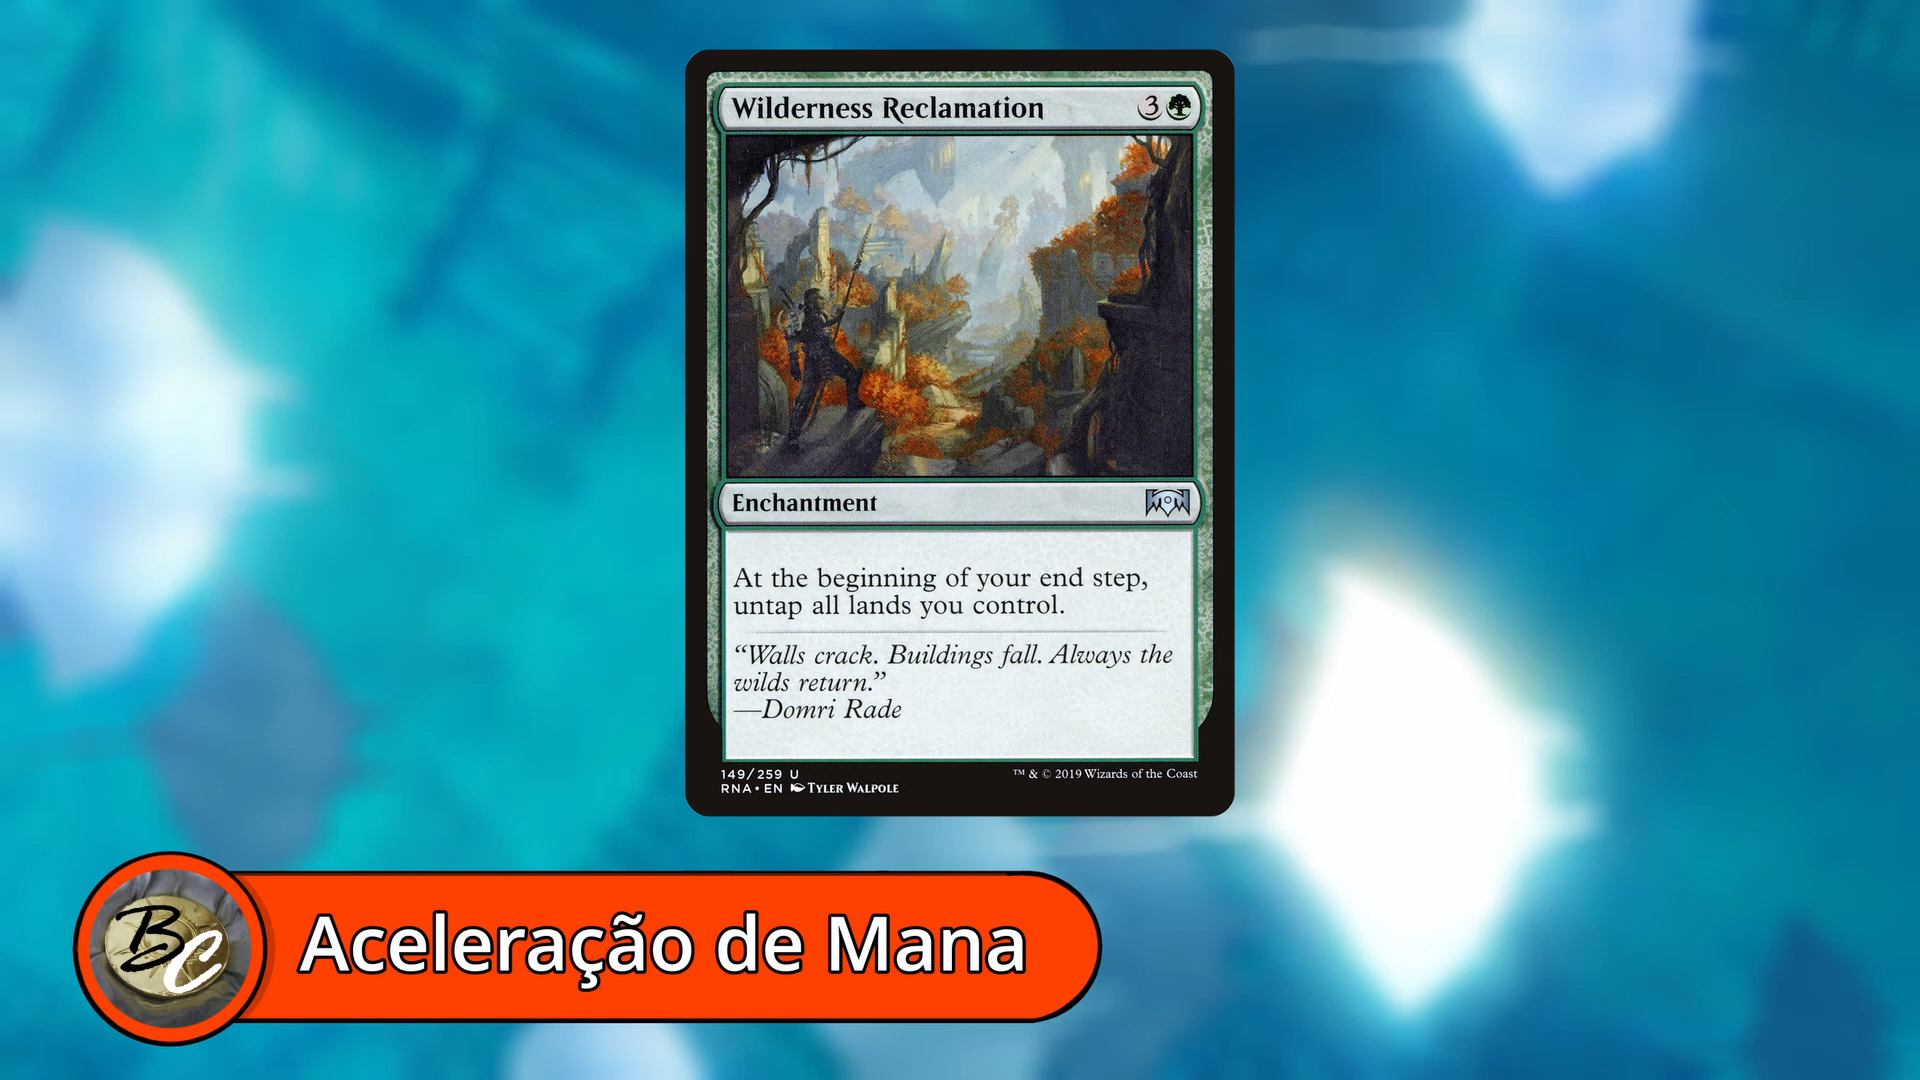 Wilderness Reclamation 3
Enchantment
At the beginning of your end step,
untap all lands you control.
“Walls crack. Buildings fall. Always the
wilds return.”
—Domri Rade
149/259 U
RNA • EN Tyler Walpole
™ & © 2019 Wizards of the Coast
BC
Aceleração de Mana